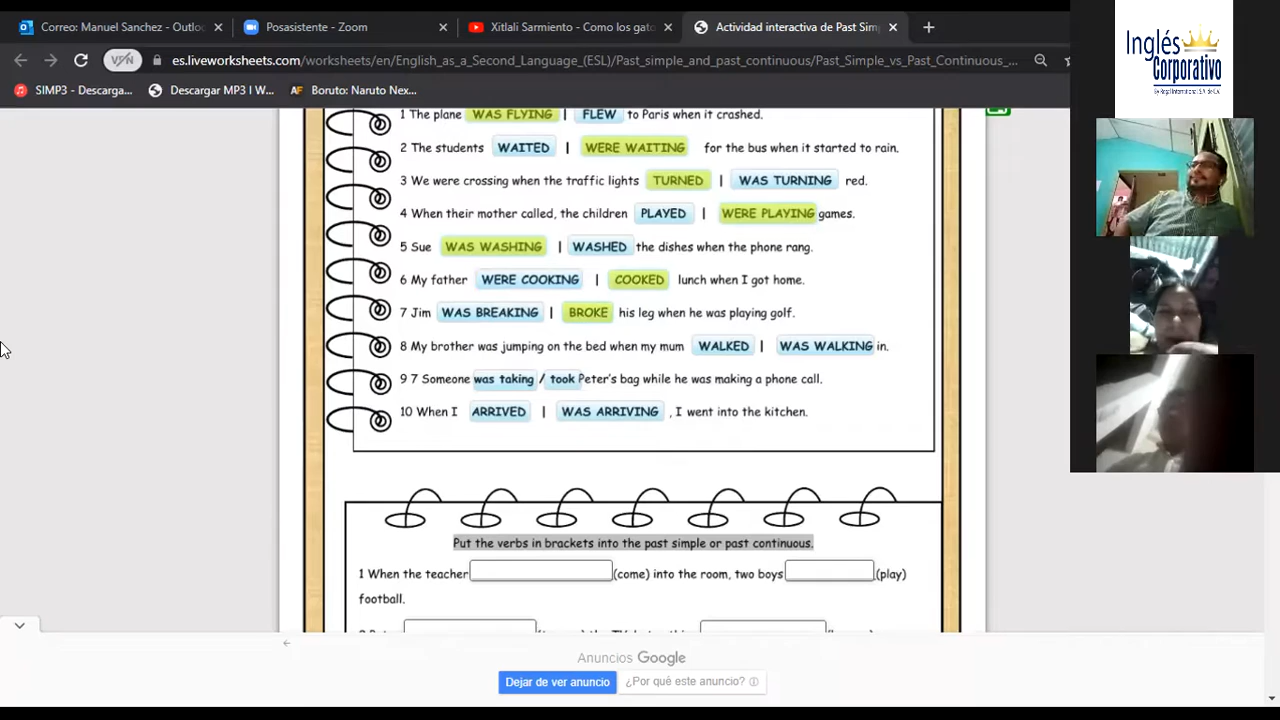 Correo: Manuel Sanchez - Outlo
Posasistente - Zoom
Xitlali Sarmiento - Como los gato
Actividad interactiva de Past Sim
VPN
es.liveworksheets.com/worksheets/en/English_as_a_Second_Language_(ESL)/Past_simple_and_past_continuous/Past_Simple_vs_Past_Continuous_...
SIMP3 - Descarga...
Descargar MP3 I W...
AF Boruto: Naruto Nex...
Inglés
Corporativo
By Regal International S.A. de C.V.
1 The plane WAS FLYING | FLEW to Paris when it crashed.
2 The students WAITED | WERE WAITING for the bus when it started to rain.
3 We were crossing when the traffic lights TURNED | WAS TURNING red.
4 When their mother called, the children PLAYED | WERE PLAYING games.
5 Sue WAS WASHING | WASHED the dishes when the phone rang.
6 My father WERE COOKING | COOKED lunch when I got home.
7 Jim WAS BREAKING | BROKE his leg when he was playing golf.
8 My brother was jumping on the bed when my mum WALKED | WAS WALKING in.
9 7 Someone was taking / took Peter's bag while he was making a phone call.
10 When I ARRIVED | WAS ARRIVING , I went into the kitchen.
Put the verbs in brackets into the past simple or past continuous.
1 When the teacher (come) into the room, two boys (play)
football.
Anuncios Google
Dejar de ver anuncio
¿Por qué este anuncio?